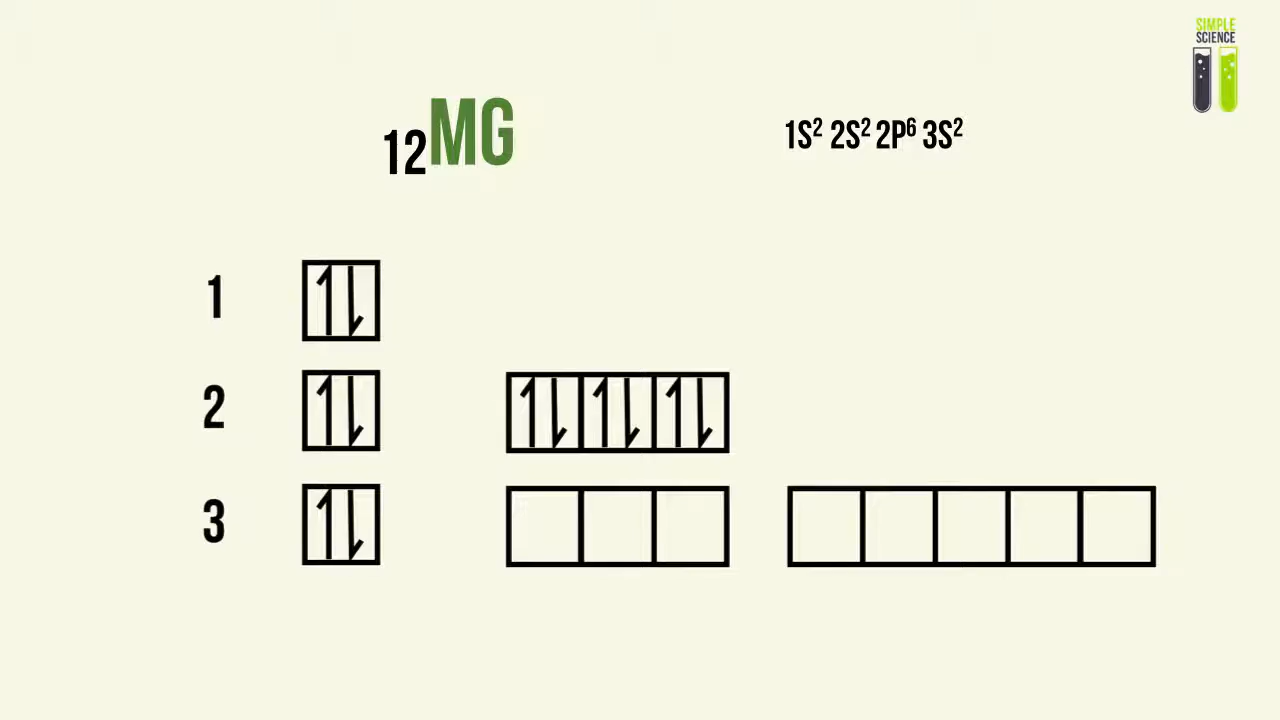 SIMPLE
SCIENCE
12MG
1S² 2S² 2P⁶ 3S²
1
2
3